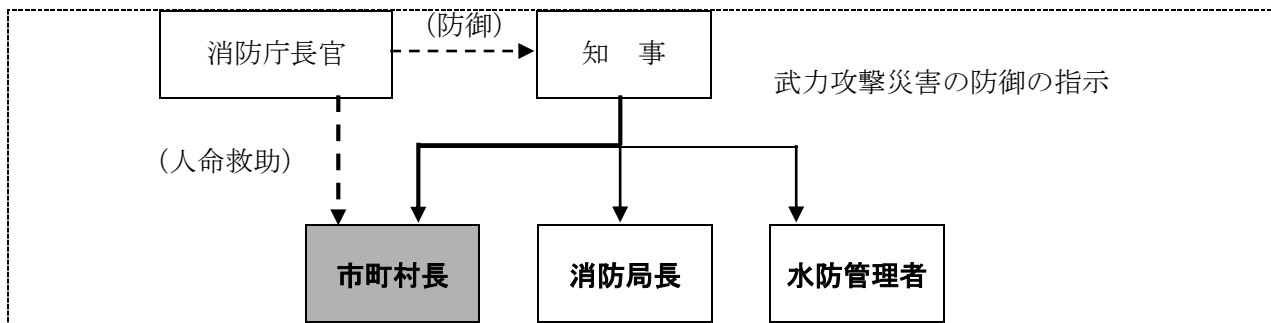 (防御)
消防庁長官
知　事
武力攻撃災害の防御の指示
(人命救助)
市町村長
消防局長
水防管理者